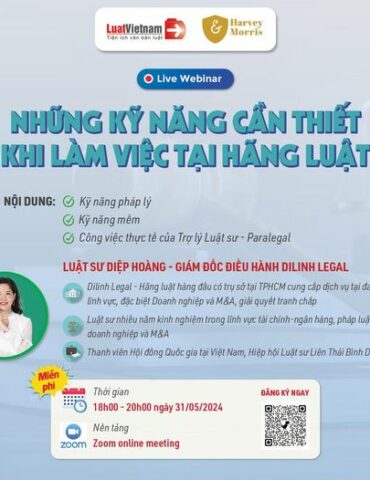 LuatVietnam
Tiện ích văn bản luật
Harvey
Morris
Live Webinar
NHỮNG KỸ NĂNG CẦN THIẾT
KHI LÀM VIỆC TẠI HÃNG LUẬT
NỘI DUNG:
Kỹ năng pháp lý
Kỹ năng mềm
Công việc thực tế của Trợ lý Luật sư - Paralegal
LUẬT SƯ DIỆP HOÀNG - GIÁM ĐỐC ĐIỀU HÀNH DILINH LEGAL
Dilinh Legal - Hãng luật hàng đầu có trụ sở tại TPHCM cung cấp dịch vụ tại đa
lĩnh vực, đặc biệt Doanh nghiệp và M&A, giải quyết tranh chấp
Luật sư nhiều năm kinh nghiệm trong lĩnh vực tài chính-ngân hàng, pháp luật
doanh nghiệp và M&A
Thành viên Hội đồng Quốc gia tại Việt Nam, Hiệp hội Luật sư Liên Thái Bình D
Miễn
phí
Thời gian
18h00 - 20h00 ngày 31/05/2024
zoom
Nền tảng
Zoom online meeting
ĐĂNG KÝ NGAY